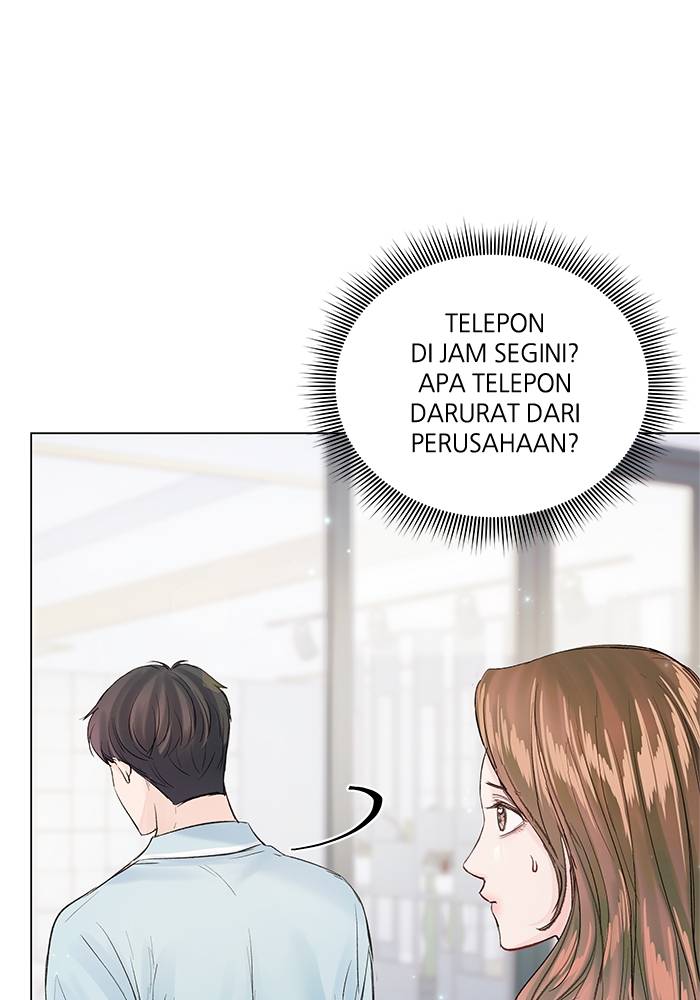 TELEPON
DI JAM SEGINI?
APA TELEPON
DARURAT DARI
PERUSAHAAN?